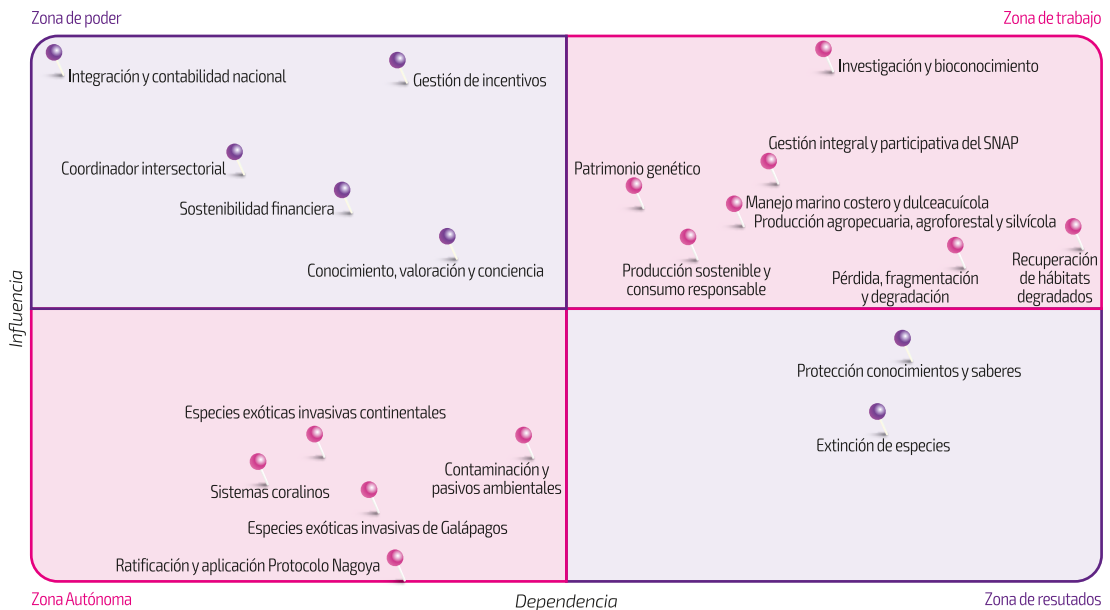 Zona de poder
Zona de trabajo
Integración y contabilidad nacional
Gestión de incentivos
Investigación y bioconocimiento
Coordinador intersectorial
Gestión integral y participativa del SNAP
Patrimonio genético
Sostenibilidad financiera
Manejo marino costero y dulceacuícola
Producción agropecuaria, agroforestal y silvícola
Conocimiento, valoración y conciencia
Producción sostenible y
consumo responsable
Pérdida, fragmentación
y degradación
Recuperación
de hábitats
degradados
Influencia
Protección conocimientos y saberes
Extinción de especies
Especies exóticas invasivas continentales
Contaminación y
pasivos ambientales
Sistemas coralinos
Especies exóticas invasivas de Galápagos
Ratificación y aplicación Protocolo Nagoya
Zona Autónoma
Dependencia
Zona de resutados